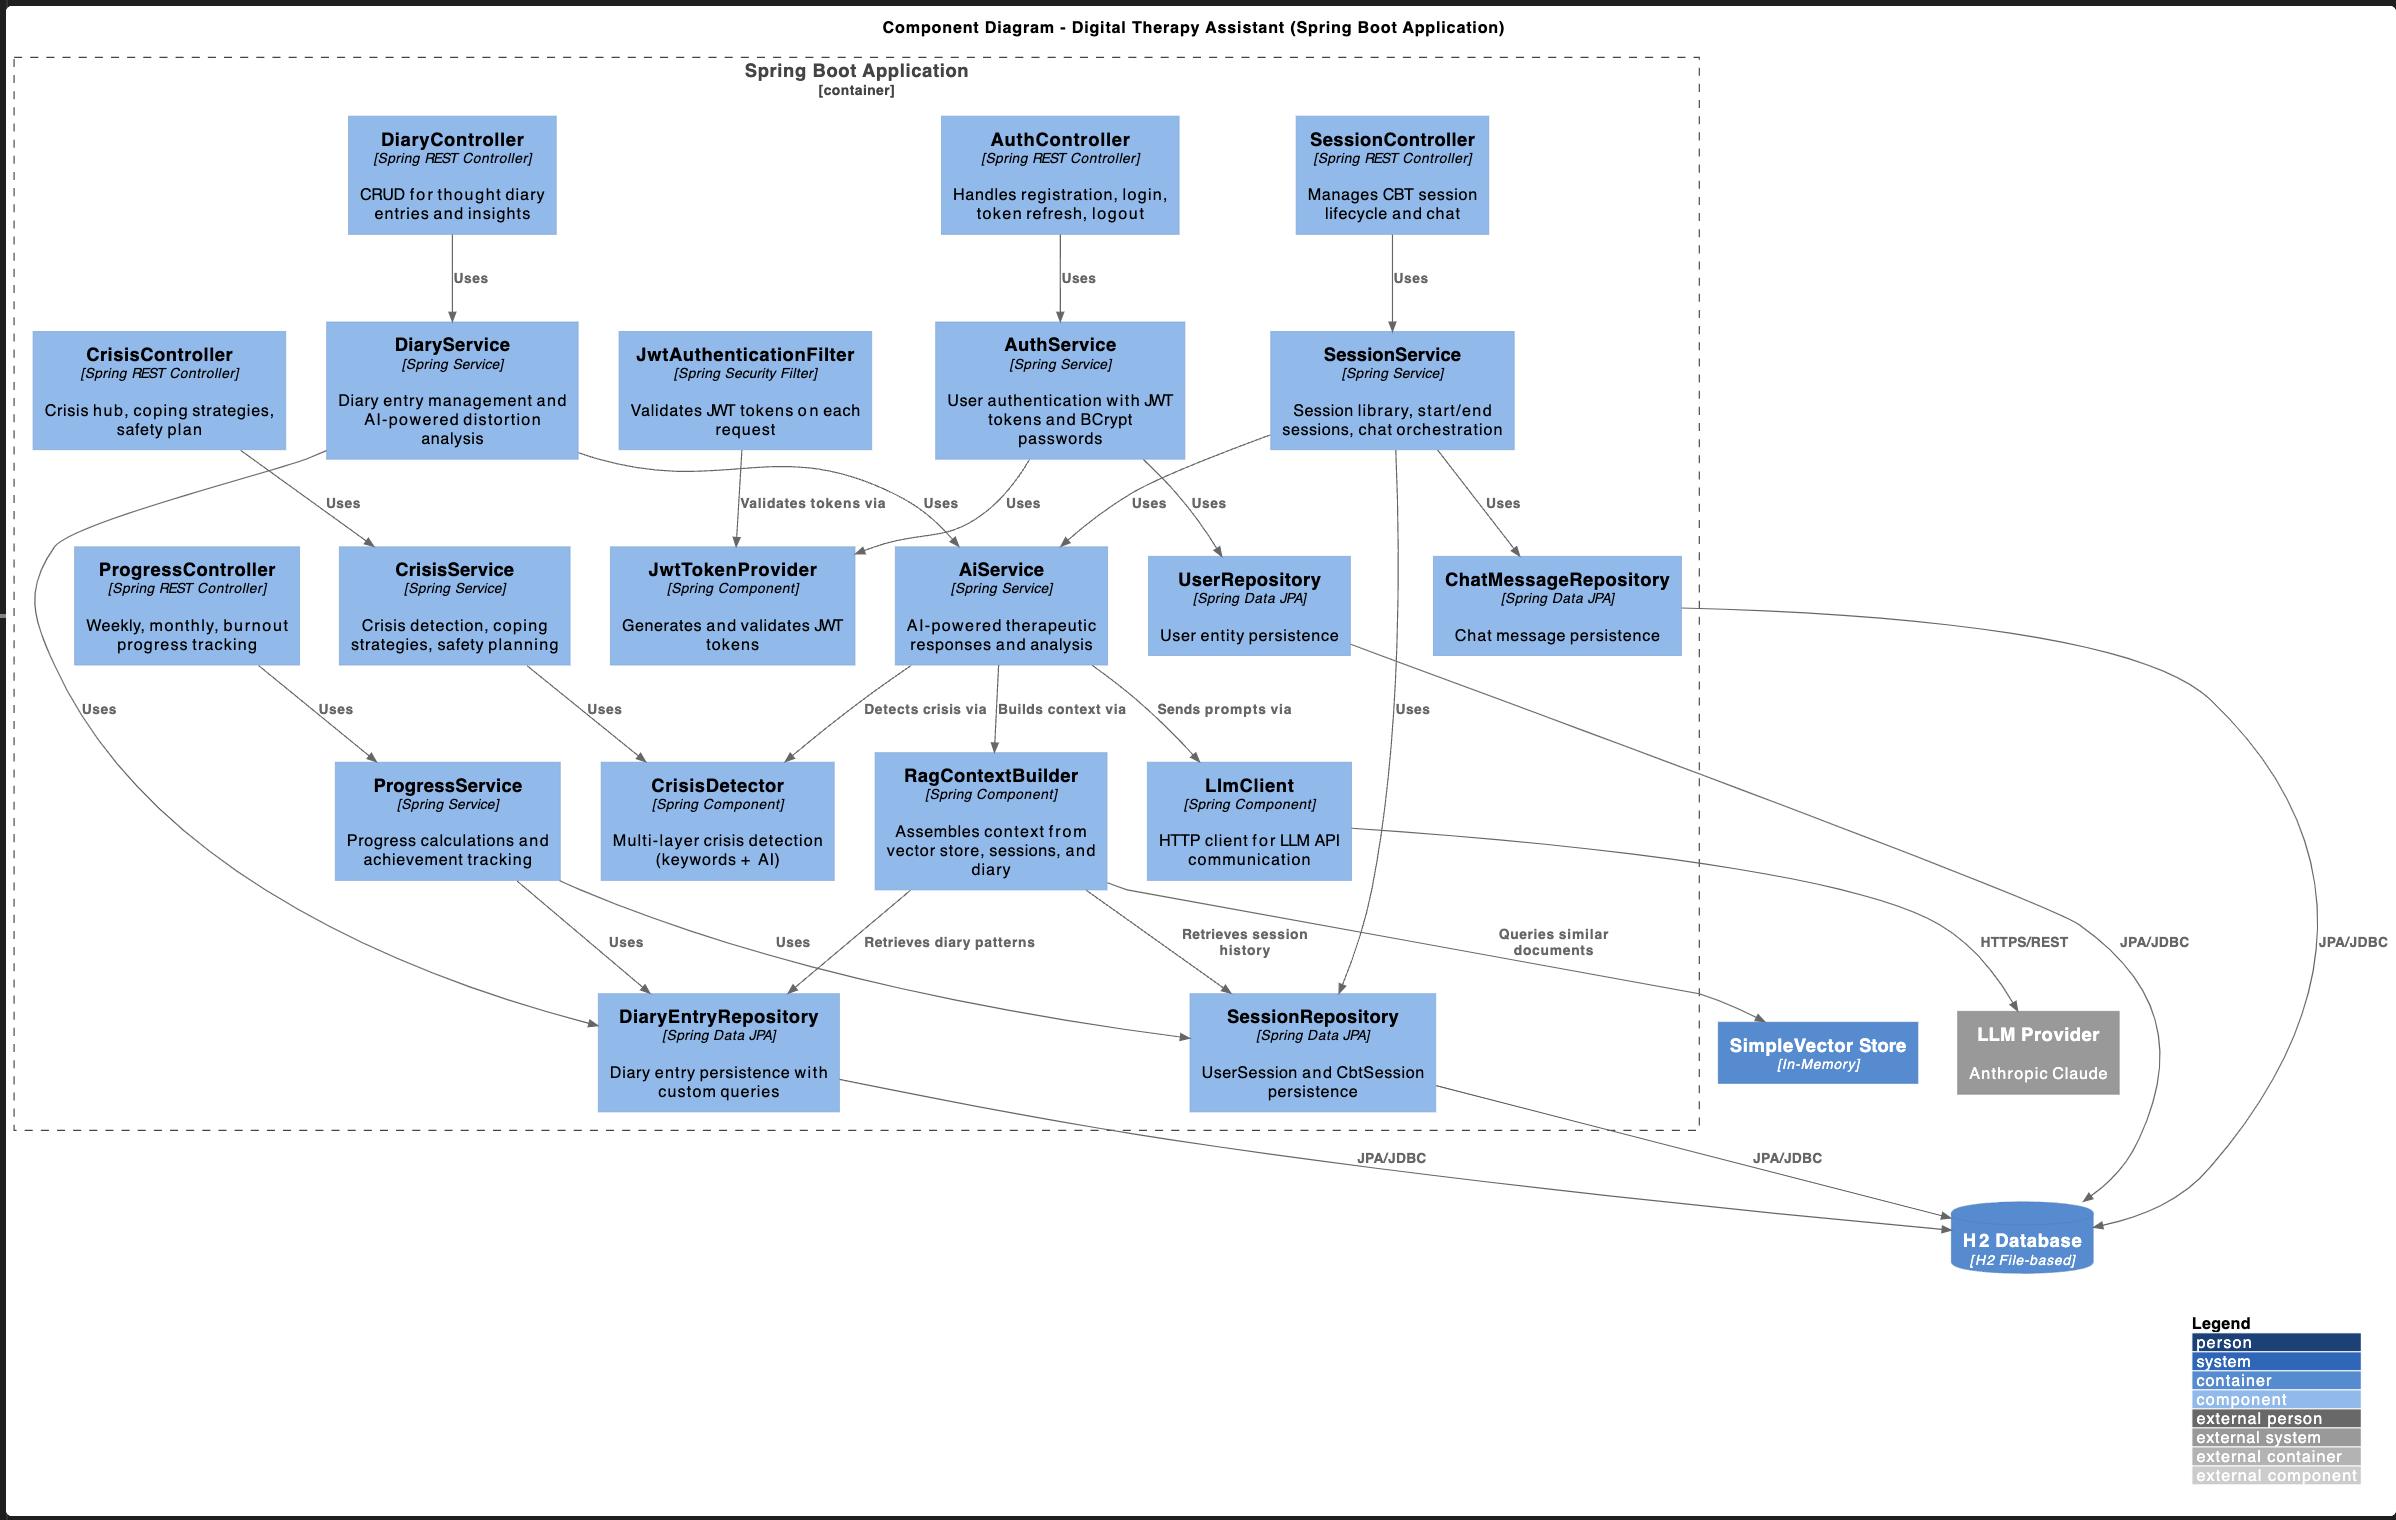 Component Diagram - Digital Therapy Assistant (Spring Boot Application)
Spring Boot Application
[container]
DiaryController
[Spring REST Controller]
CRUD for thought diary
entries and insights
AuthController
[Spring REST Controller]
Handles registration, login,
token refresh, logout
SessionController
[Spring REST Controller]
Manages CBT session
lifecycle and chat
Uses
Uses
Uses
CrisisController
[Spring REST Controller]
Crisis hub, coping strategies,
safety plan
DiaryService
[Spring Service]
Diary entry management and
AI-powered distortion
analysis
JwtAuthenticationFilter
[Spring Security Filter]
Validates JWT tokens on each
request
AuthService
[Spring Service]
User authentication with JWT
tokens and BCrypt
passwords
SessionService
[Spring Service]
Session library, start/end
sessions, chat orchestration
Uses
Validates tokens via
Uses
Uses
Uses
Uses
Uses
ProgressController
[Spring REST Controller]
Weekly, monthly, burnout
progress tracking
CrisisService
[Spring Service]
Crisis detection, coping
strategies, safety planning
JwtTokenProvider
[Spring Component]
Generates and validates JWT
tokens
AiService
[Spring Service]
AI-powered therapeutic
responses and analysis
UserRepository
[Spring Data JPA]
User entity persistence
ChatMessageRepository
[Spring Data JPA]
Chat message persistence
Uses
Uses
Uses
Detects crisis via
Builds context via
Sends prompts via
Uses
ProgressService
[Spring Service]
Progress calculations and
achievement tracking
CrisisDetector
[Spring Component]
Multi-layer crisis detection
(keywords + AI)
RagContextBuilder
[Spring Component]
Assembles context from
vector store, sessions, and
diary
LlmClient
[Spring Component]
HTTP client for LLM API
communication
Uses
Uses
Retrieves diary patterns
Retrieves session
history
Queries similar
documents
HTTPS/REST
JPA/JDBC
JPA/JDBC
DiaryEntryRepository
[Spring Data JPA]
Diary entry persistence with
custom queries
SessionRepository
[Spring Data JPA]
UserSession and CbtSession
persistence
SimpleVector Store
[In-Memory]
LLM Provider
Anthropic Claude
JPA/JDBC
JPA/JDBC
H2 Database
[H2 File-based]
Legend
person
system
container
component
external person
external system
external container
external component